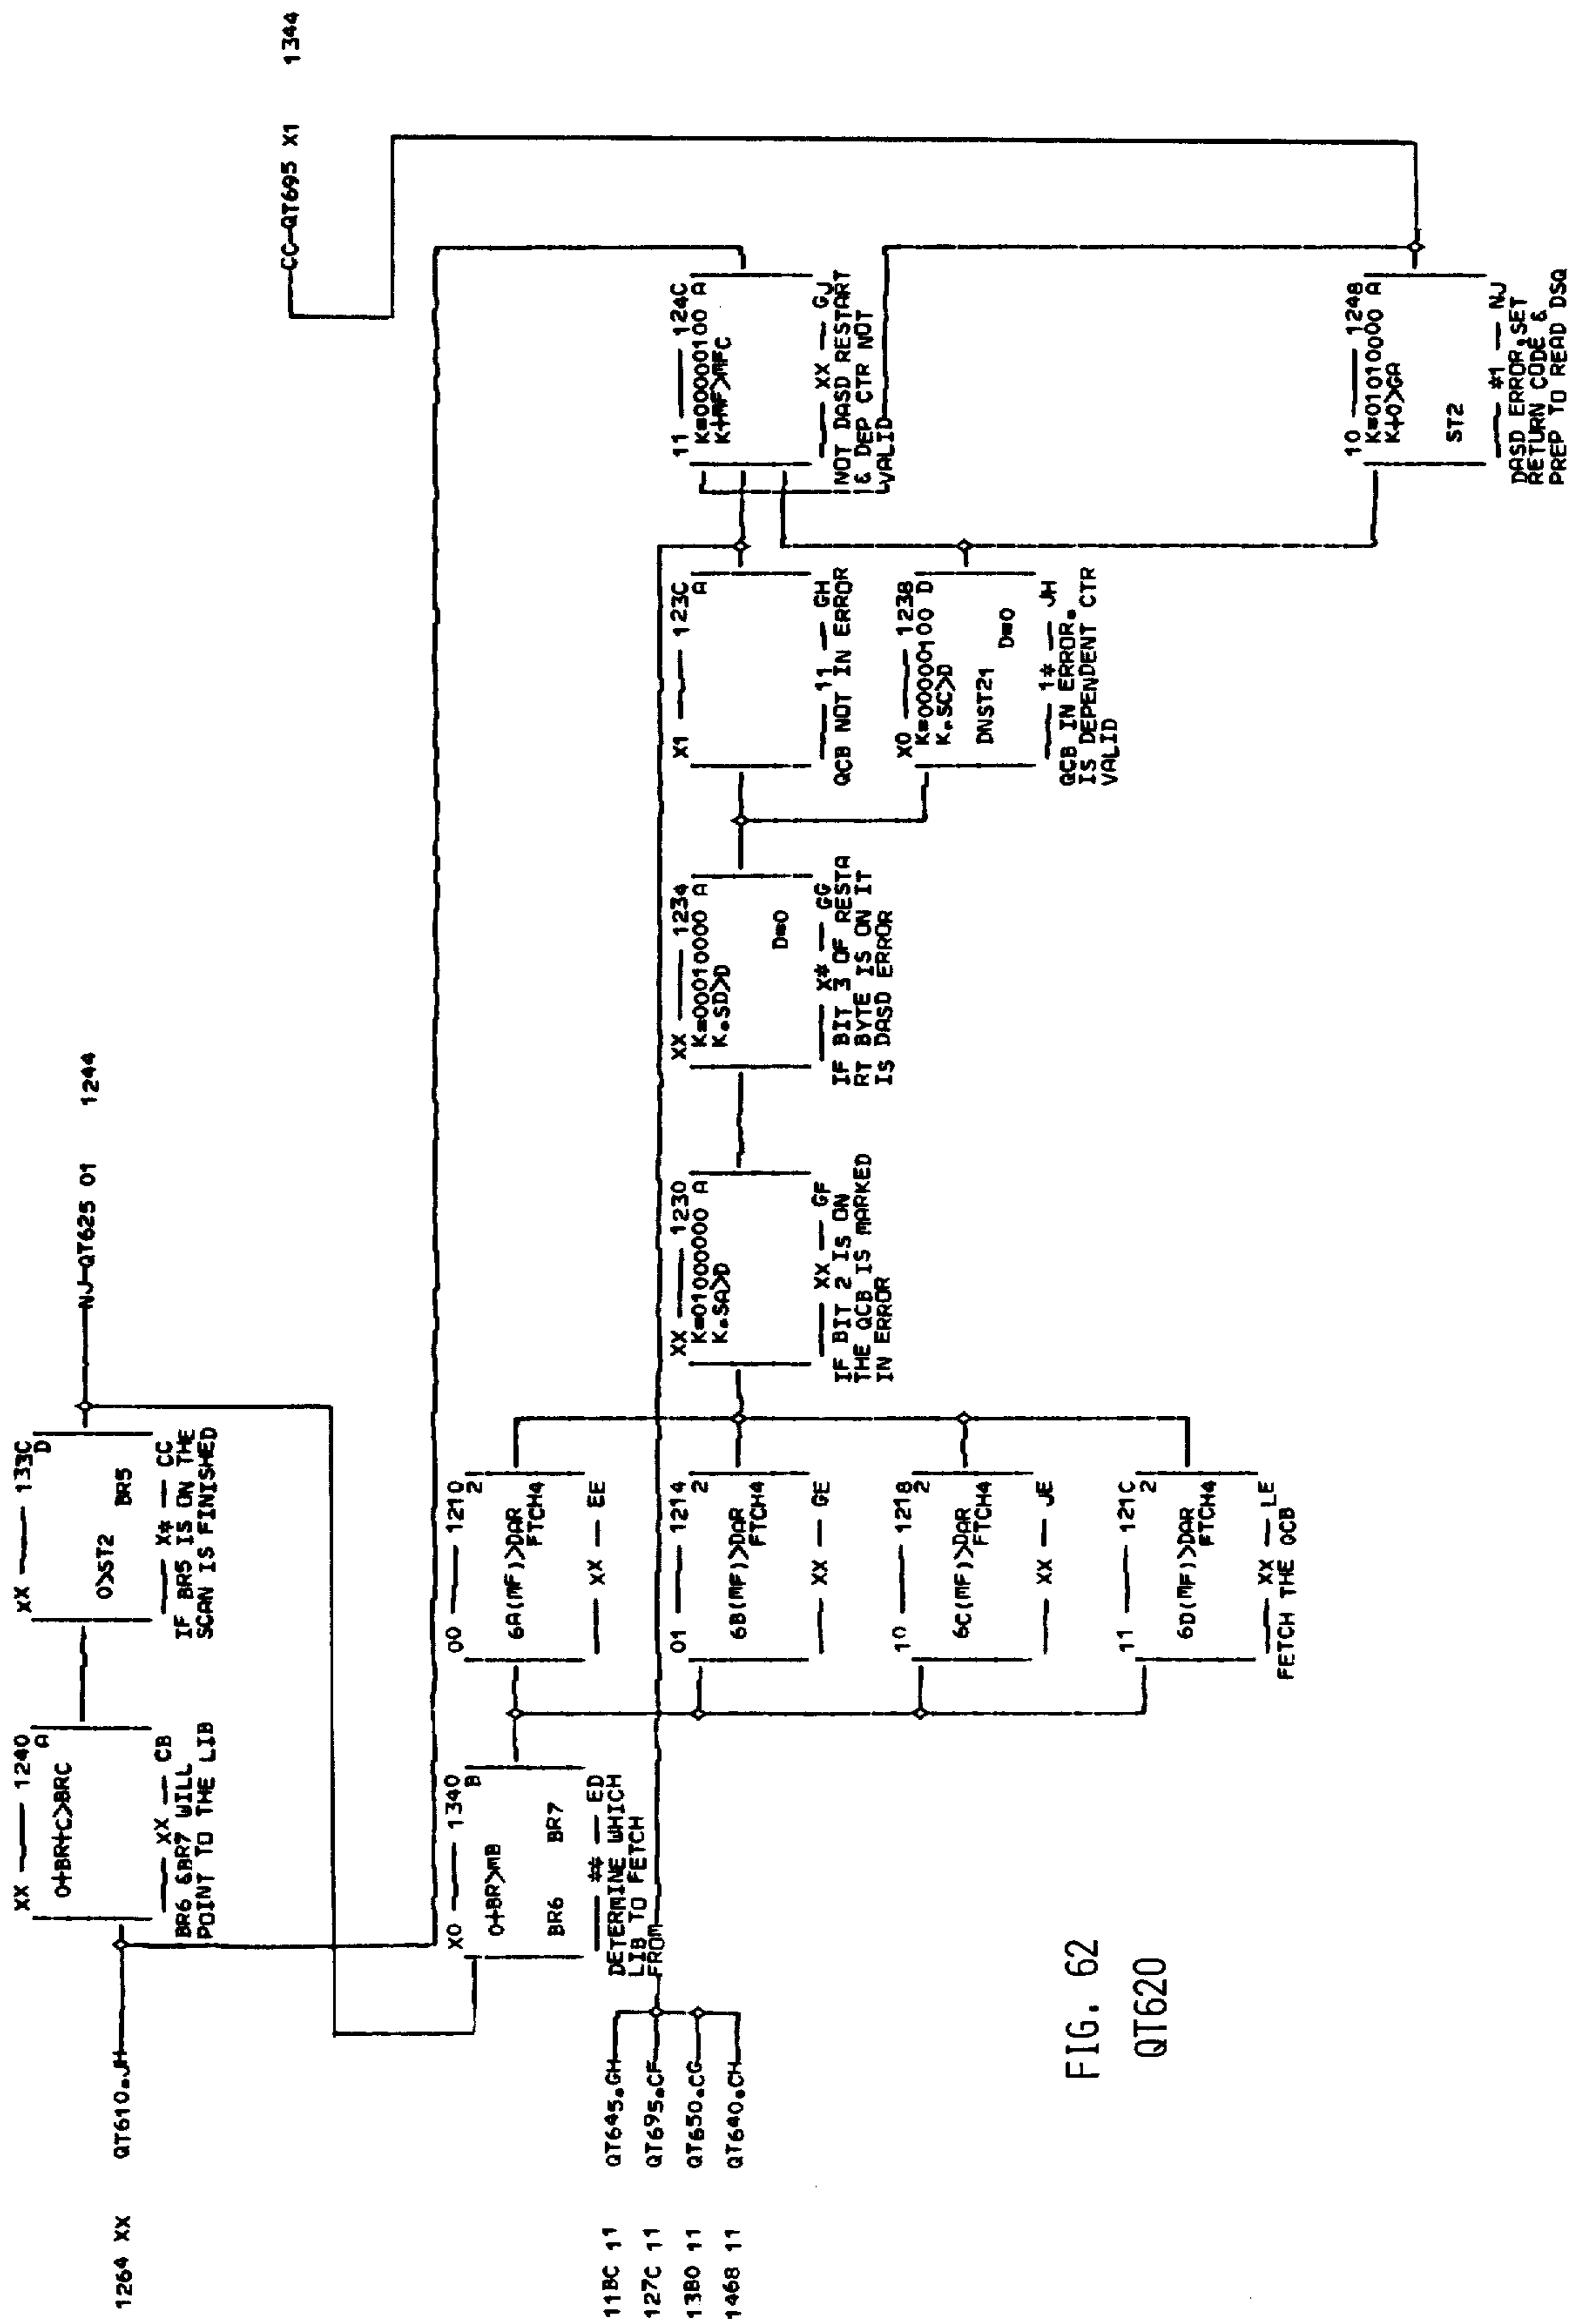 1264 XX QT610.JH
XX 1240
A
0+BR+C>BRC
XX CB
BR6 &BR7 WILL
POINT TO THE LIB
XX 133C
D
0>ST2
BR5
X* CC
IF BR5 IS ON THE
SCAN IS FINISHED
NJ-QT625 01 1244
CC-QT695 X1 1344
X0 1340
B
0+BR>MB
BR6 BR7
** ED
DETERMINE WHICH
LIB TO FETCH
FROM
00 1210
2
6A(MF)>DAR
FTCH4
XX EE
01 1214
2
6B(MF)>DAR
FTCH4
XX GE
10 1218
2
6C(MF)>DAR
FTCH4
XX JE
11 121C
2
6D(MF)>DAR
FTCH4
XX LE
FETCH THE QCB
XX 1230
K=01000000 A
K.SA>D
XX GF
IF BIT 2 IS ON
THE QCB IS MARKED
IN ERROR
XX 1234
K=00010000 A
K.SD>D
D=0
X* GG
IF BIT 3 OF RESTA
RT BYTE IS ON IT
IS DASD ERROR
X1 123C
A
11 GH
QCB NOT IN ERROR
X0 1238
K=00000100 D
K.SC>D
DNST21 D=0
1* JH
QCB IN ERROR.
IS DEPENDENT CTR
VALID
11 124C
K=00000100 A
K+MF>MFC
XX GJ
NOT DASD RESTART
& DEP CTR NOT
VALID
10 1248
K=01010000 A
K+0>GA
ST2
*1 NJ
DASD ERROR,SET
RETURN CODE &
PREP TO READ DSQ
11BC 11 QT645.GH
127C 11 QT695.CF
13B0 11 QT650.CG
1468 11 QT640.CH
FIG. 62
QT620